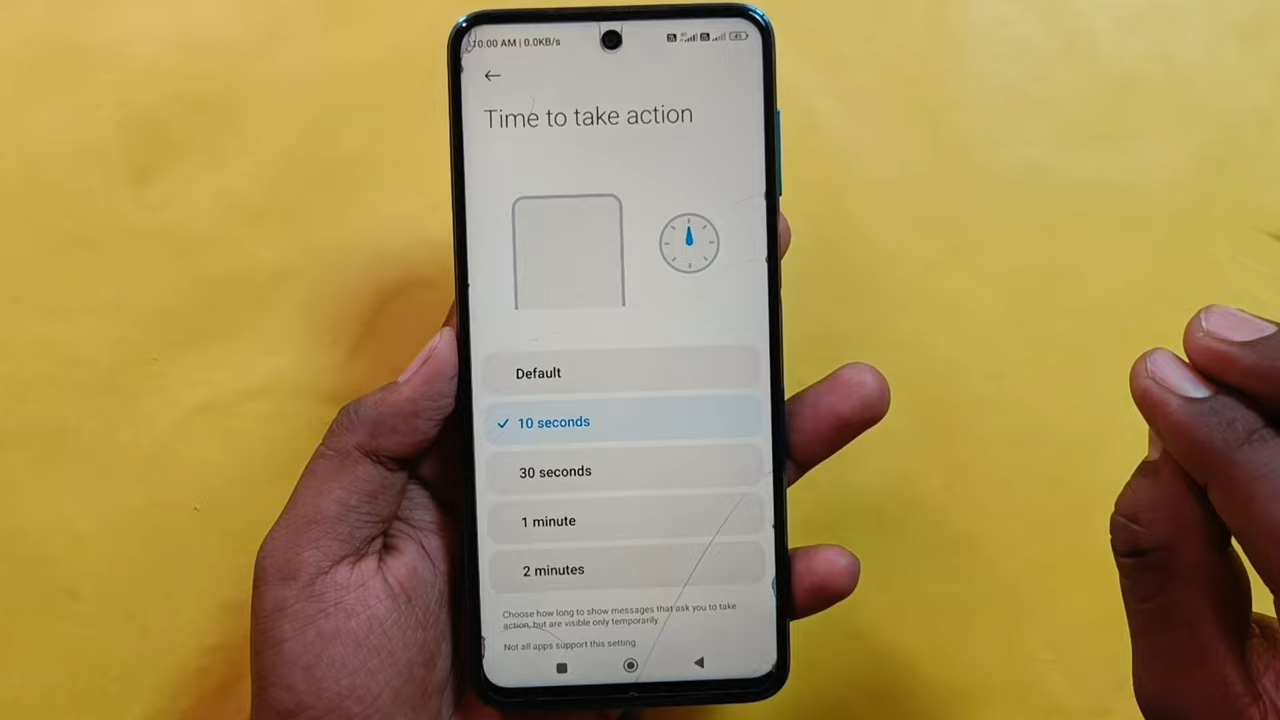 10:00 AM | 0.0KB/s
45
Time to take action
Default
10 seconds
30 seconds
1 minute
2 minutes
Choose how long to show messages that ask you to take
action, but are visible only temporarily.
Not all apps support this setting.